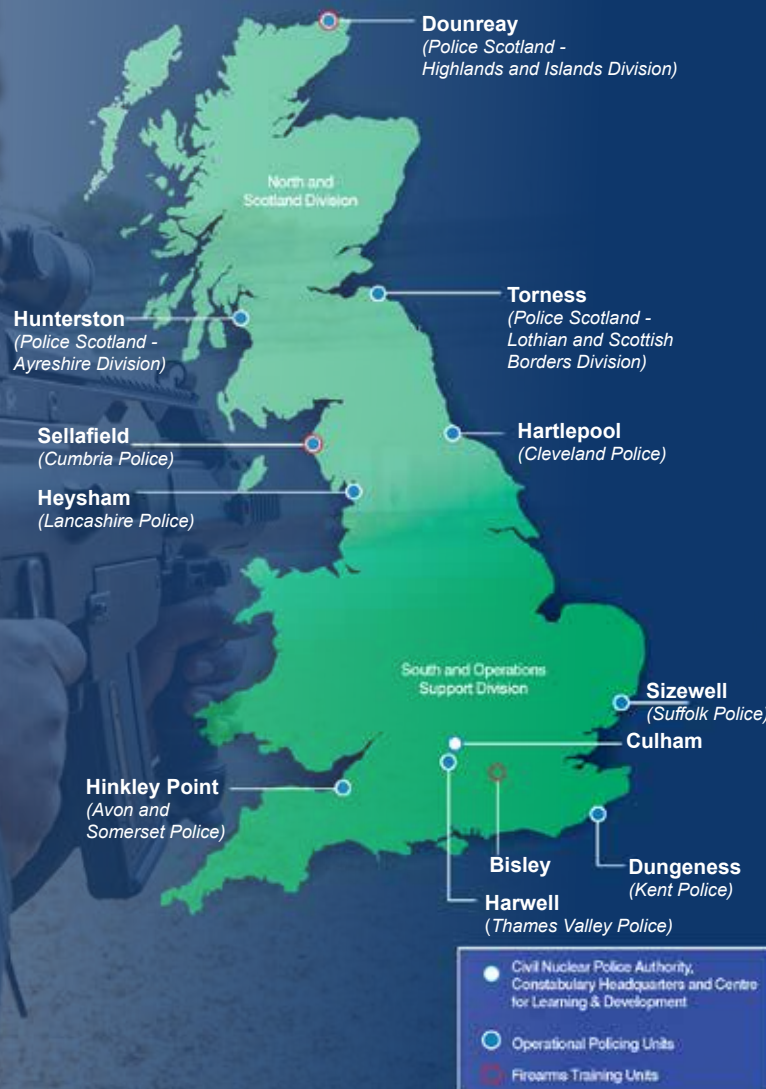 Dounreay
(Police Scotland -
Highlands and Islands Division)
North and
Scotland Division
Hunterston
(Police Scotland -
Ayreshire Division)
Torness
(Police Scotland -
Lothian and Scottish
Borders Division)
Sellafield
(Cumbria Police)
Hartlepool
(Cleveland Police)
Heysham
(Lancashire Police)
South and Operations
Support Division
Sizewell
(Suffolk Police)
Culham
Hinkley Point
(Avon and
Somerset Police)
Bisley
Dungeness
(Kent Police)
Harwell
(Thames Valley Police)
Civil Nuclear Police Authority,
Constabulary Headquarters and Centre
for Learning & Development
Operational Policing Units
Firearms Training Units